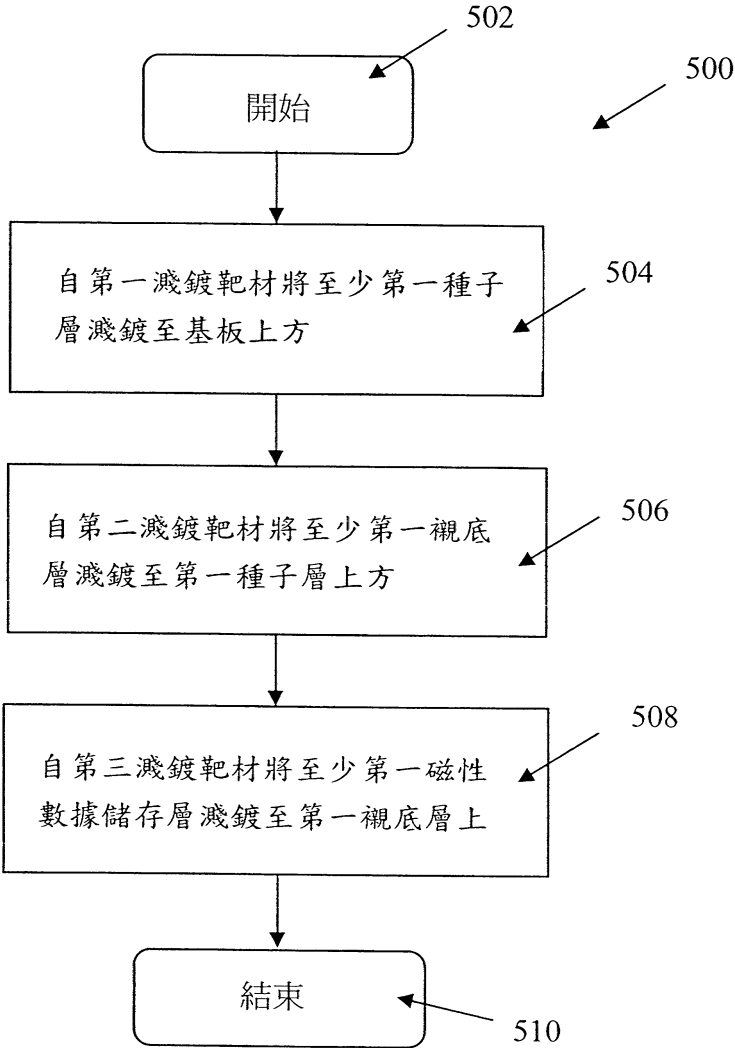 502
500
開始
自第一濺鍍靶材將至少第一種子
層濺鍍至基板上方
504
自第二濺鍍靶材將至少第一襯底
層濺鍍至第一種子層上方
506
自第三濺鍍靶材將至少第一磁性
數據儲存層濺鍍至第一襯底層上
508
結束
510